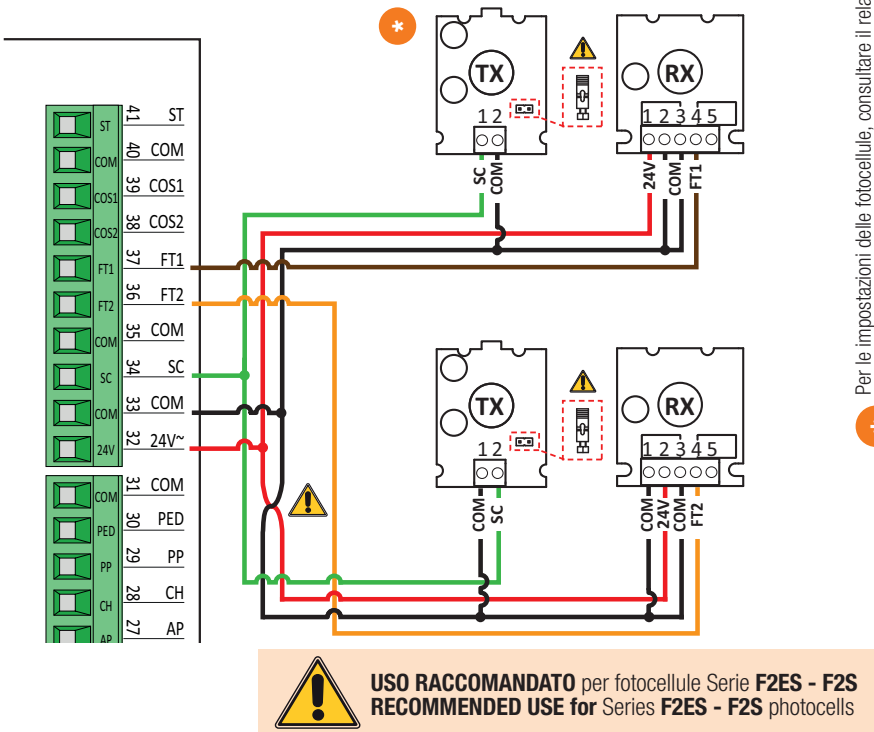 *
TX
RX
1 2
1 2 3 4 5
SC
COM
24V
COM
FT1
ST 41 ST
COM 40 COM
COS1 39 COS1
COS2 38 COS2
FT1 37 FT1
FT2 36 FT2
COM 35 COM
SC 34 SC
COM 33 COM
24V 32 24V~
COM 31 COM
PED 30 PED
PP 29 PP
CH 28 CH
AP 27 AP
TX
RX
1 2
1 2 3 4 5
COM
SC
COM
24V
COM
FT2
Per le impostazioni delle fotocellule, consultare il rela
USO RACCOMANDATO per fotocellule Serie F2ES - F2S
RECOMMENDED USE for Series F2ES - F2S photocells